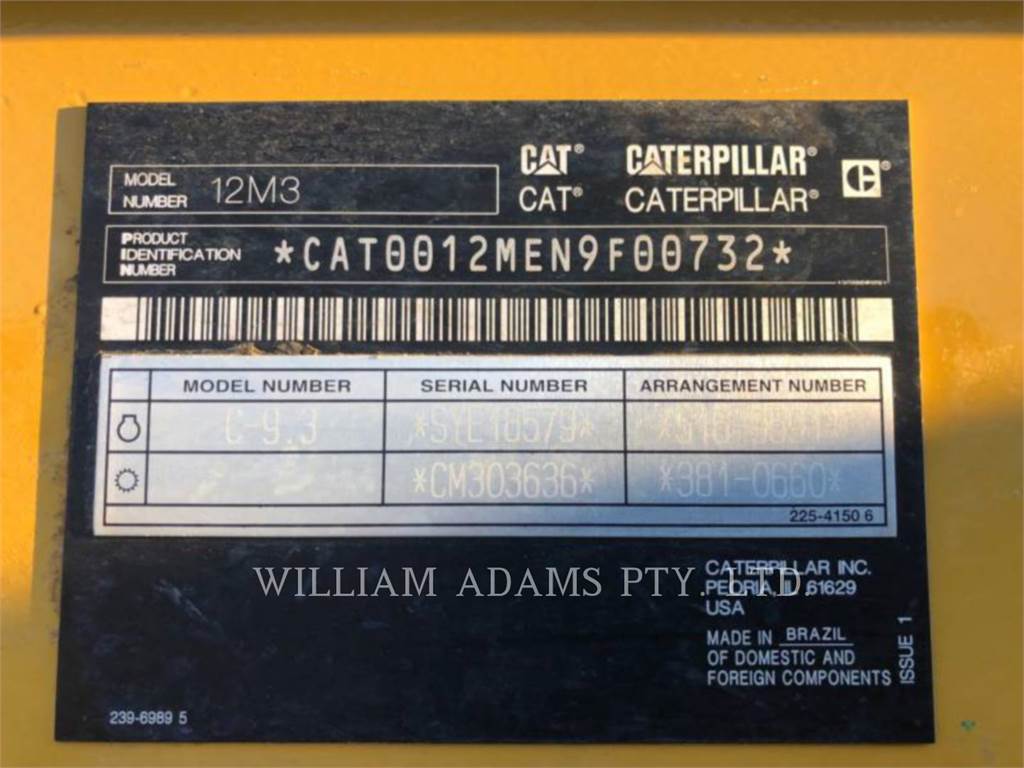 CAT® CATERPILLAR®
MODEL NUMBER 12M3
CAT® CATERPILLAR®
PRODUCT IDENTIFICATION NUMBER *CAT0012MEN9F00732*
MODEL NUMBER SERIAL NUMBER ARRANGEMENT NUMBER
C-9.3 *SYE10579*
*CM303636* *381-0660*
225-4150 6
CATERPILLAR INC.
WILLIAM ADAMS PTY. LTD.
PEORIA, IL 61629
USA
MADE IN BRAZIL
OF DOMESTIC AND
FOREIGN COMPONENTS
ISSUE 1
239-6989 5